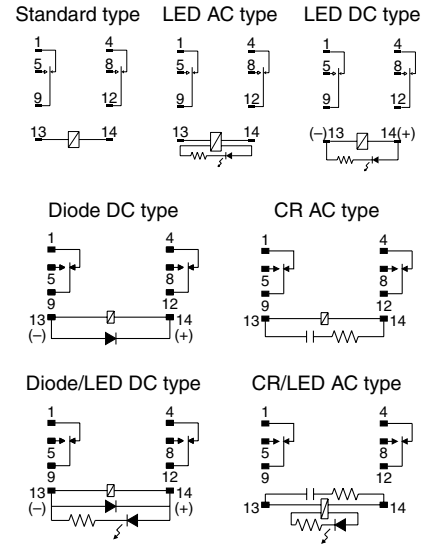 Standard type LED AC type LED DC type
1 4 1 4 1 4
5 8 5 8 5 8
9 12 9 12 9 12
13 14 13 14 (–)13 14(+)
Diode DC type CR AC type
1 4 1 4
5 8 5 8
9 12 9 12
13 14 13 14
(–) (+)
Diode/LED DC type CR/LED AC type
1 4 1 4
5 8 5 8
9 12 9 12
13 14 13 14
(–) (+)